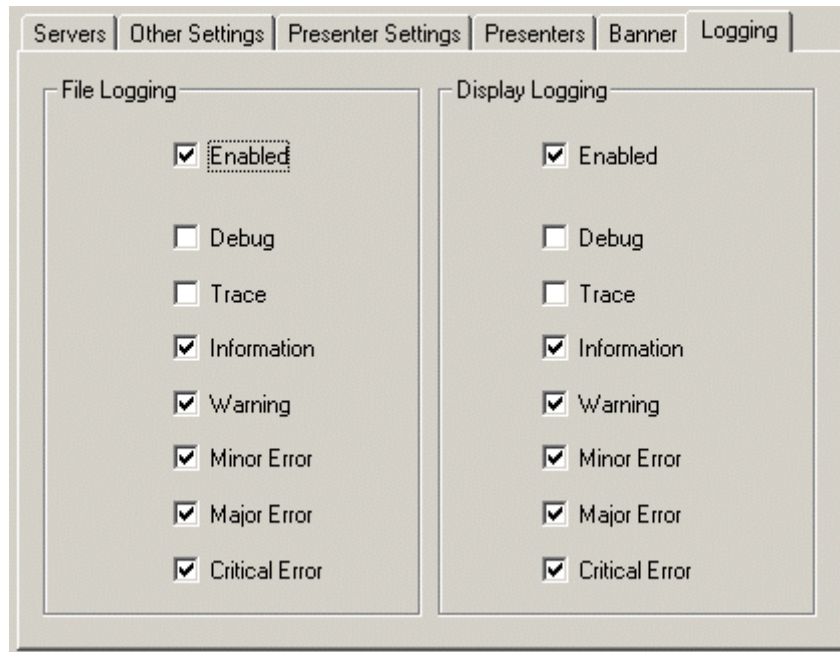 Servers Other Settings Presenter Settings Presenters Banner Logging
File Logging
Enabled
Debug
Trace
Information
Warning
Minor Error
Major Error
Critical Error
Display Logging
Enabled
Debug
Trace
Information
Warning
Minor Error
Major Error
Critical Error